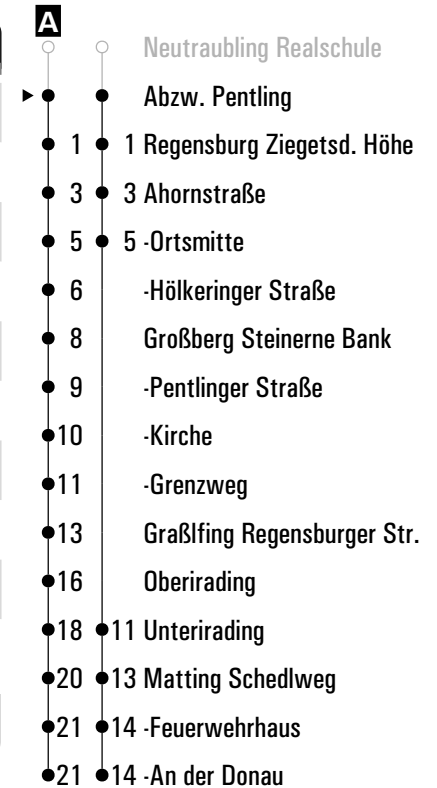 A
Neutraubling Realschule
Abzw. Pentling
1 1 Regensburg Ziegetsd. Höhe
3 3 Ahornstraße
5 5 -Ortsmitte
6 -Hölkeringer Straße
8 Großberg Steinerne Bank
9 -Pentlinger Straße
10 -Kirche
11 -Grenzweg
13 Graßlfing Regensburger Str.
16 Oberirading
18 11 Unterirading
20 13 Matting Schedlweg
21 14 -Feuerwehrhaus
21 14 -An der Donau